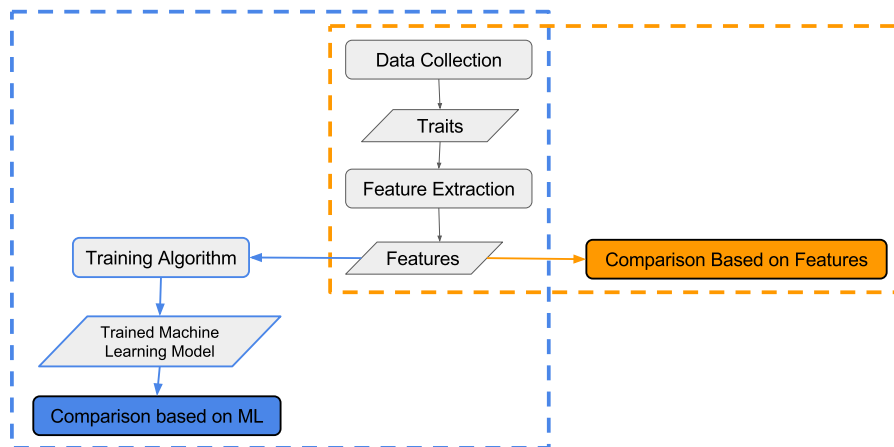 Data Collection
Traits
Feature Extraction
Training Algorithm
Features
Comparison Based on Features
Trained Machine
Learning Model
Comparison based on ML